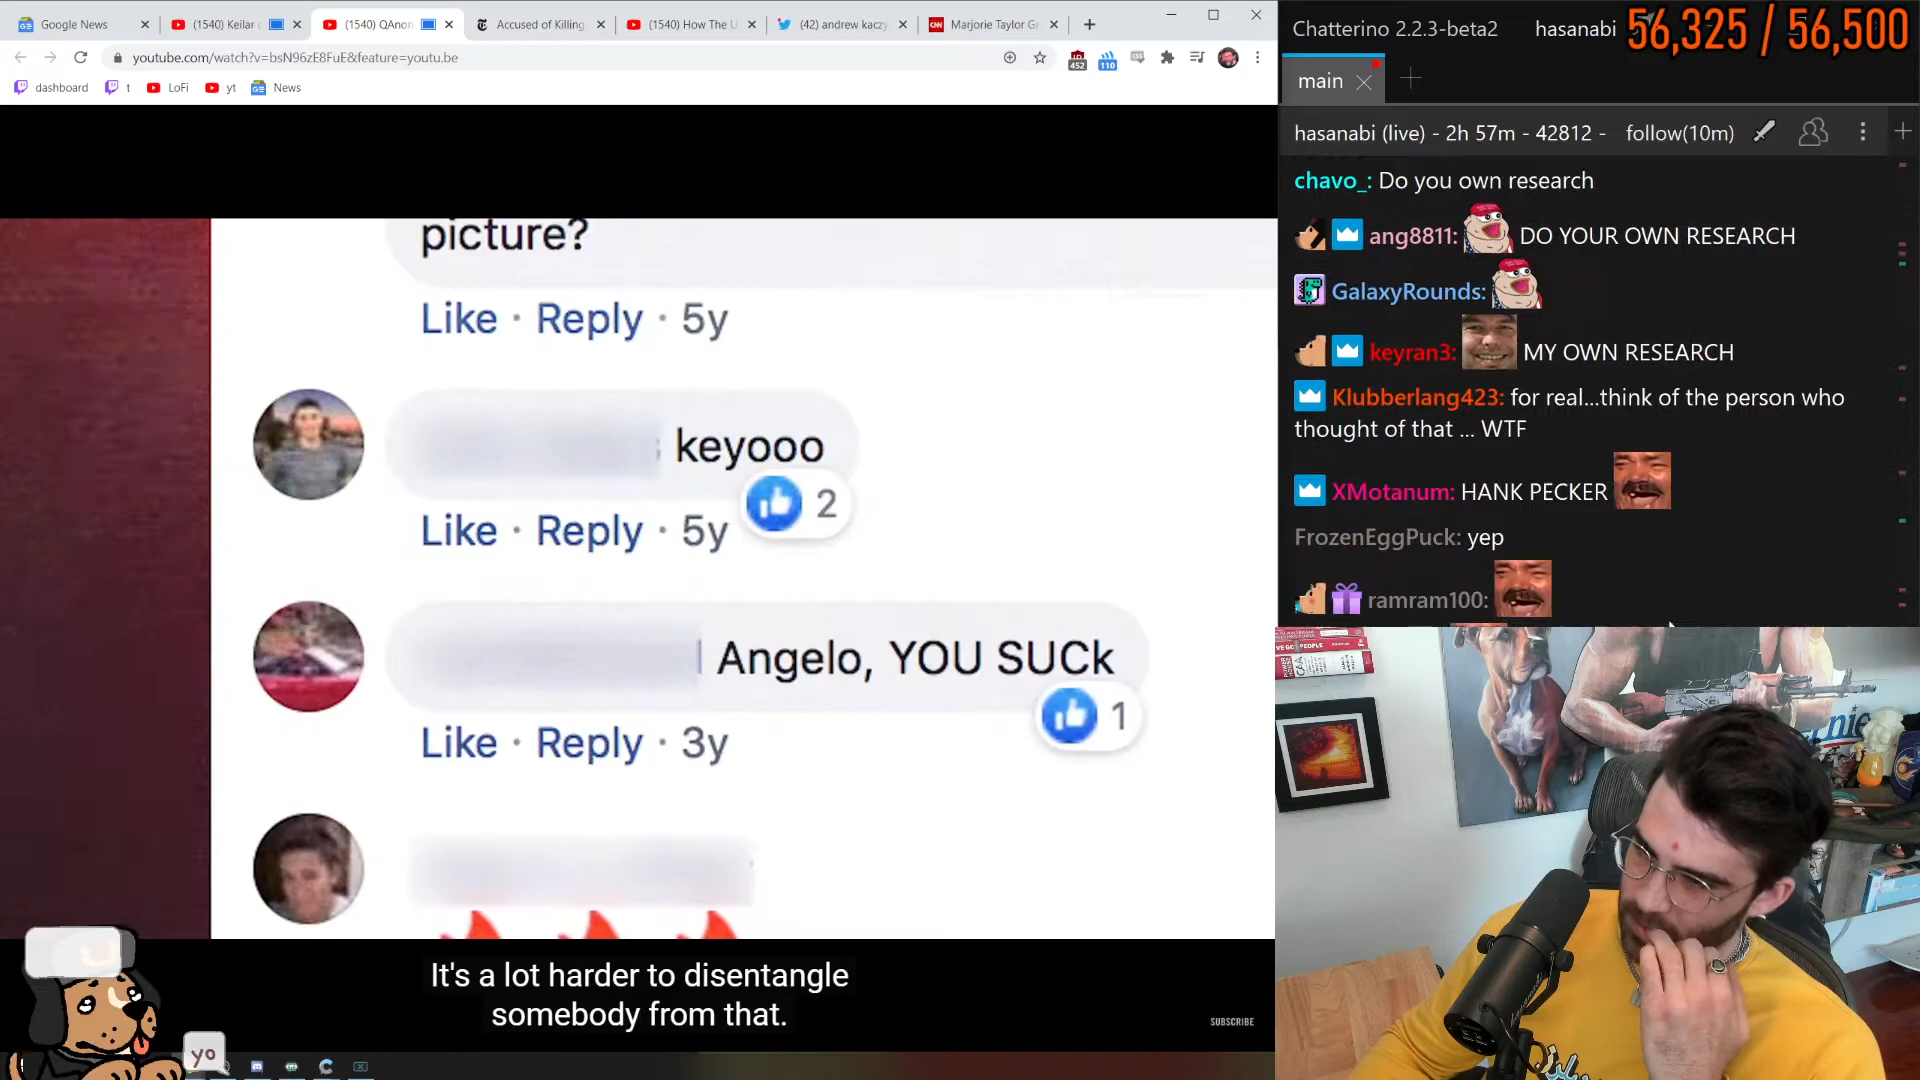 Google News
(1540) Keilar
(1540) QAnon
Accused of Killing
(1540) How The U
(42) andrew kaczy
CNN
Marjorie Taylor Gr
youtube.com/watch?v=bsN96zE8FuE&feature=youtu.be
452
110
dashboard
t
LoFi
yt
News
picture?
Like · Reply · 5y
keyooo
2
Like · Reply · 5y
Angelo, YOU SUCk
1
Like · Reply · 3y
It's a lot harder to disentangle
somebody from that.
SUBSCRIBE
yo
Chatterino 2.2.3-beta2
hasanabi
56,325 / 56,500
main
hasanabi (live) - 2h 57m - 42812 - follow(10m)
chavo_: Do you own research
ang8811: DO YOUR OWN RESEARCH
GalaxyRounds:
keyran3: MY OWN RESEARCH
Klubberlang423: for real...think of the person who
thought of that ... WTF
XMotanum: HANK PECKER
FrozenEggPuck: yep
ramram100: